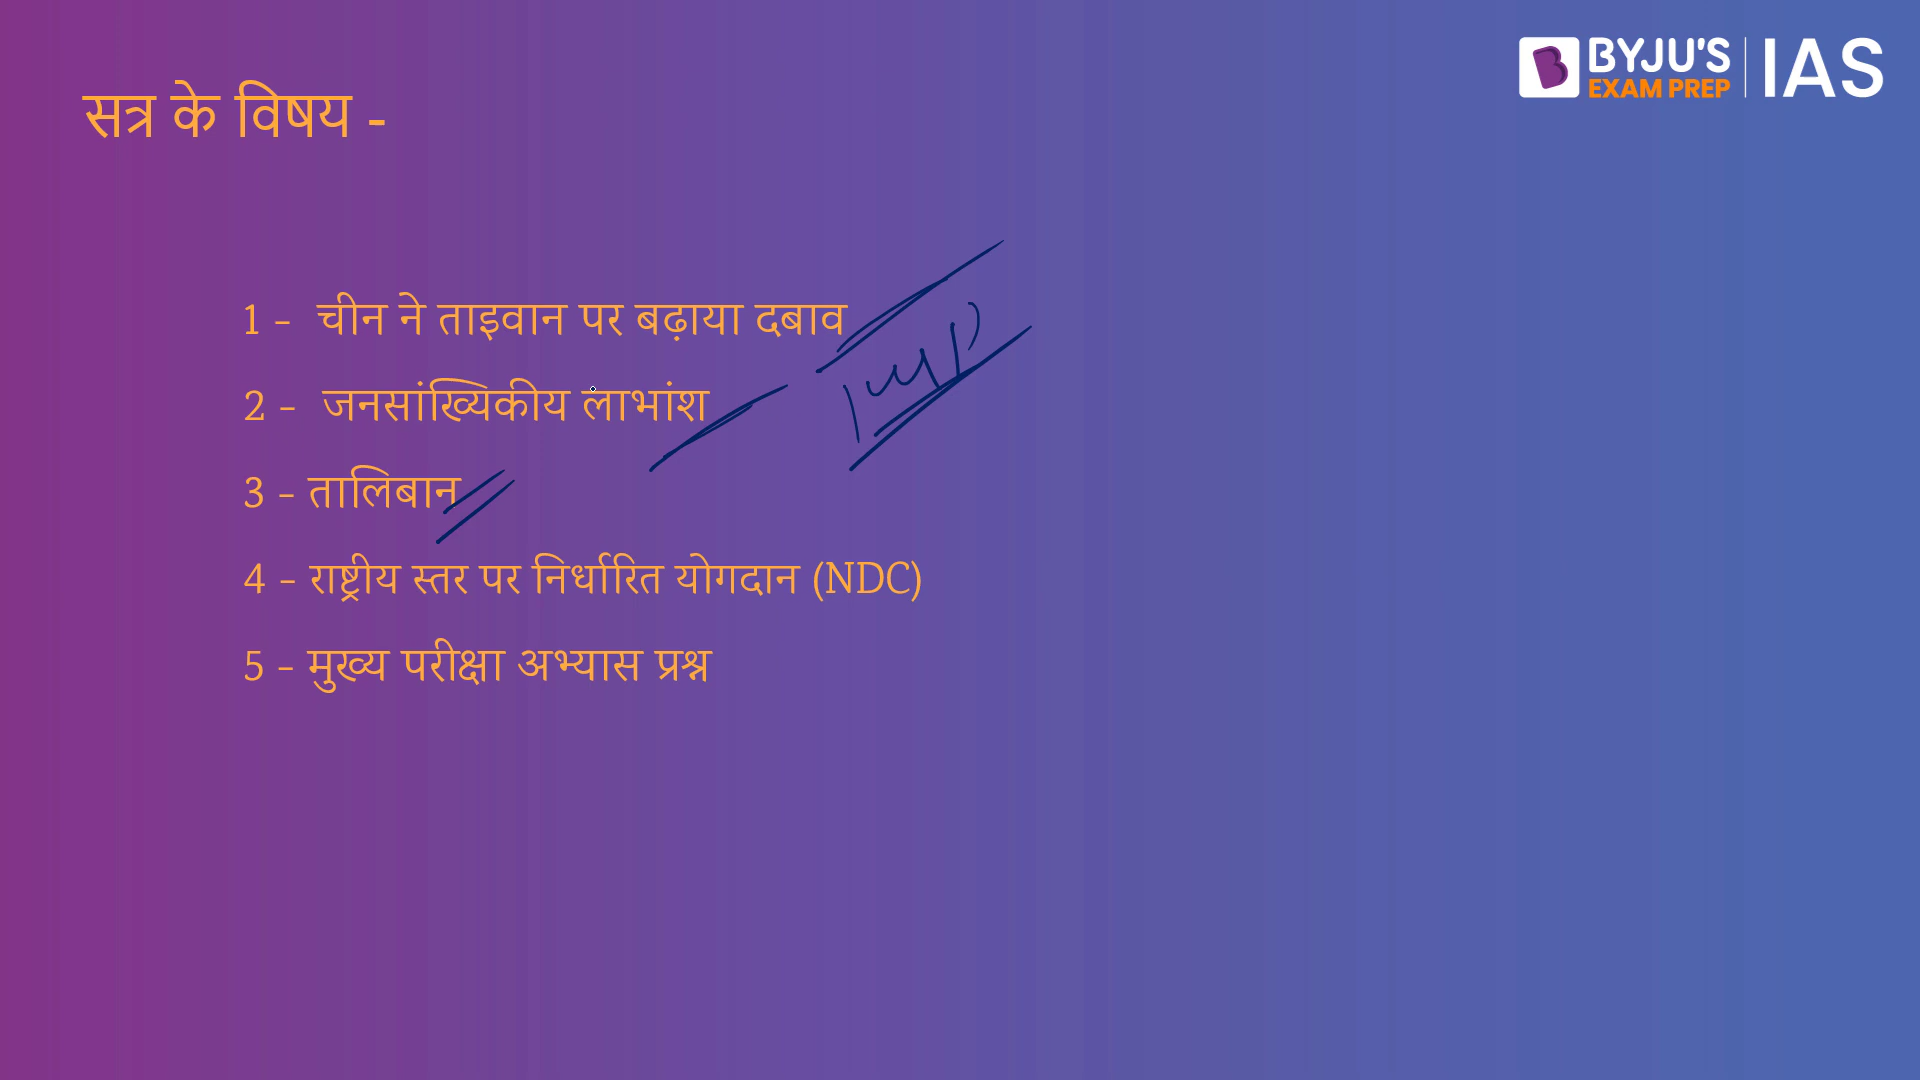 BYJU'S
EXAM PREP
IAS
सत्र के विषय -
1 - चीन ने ताइवान पर बढ़ाया दबाव
2 - जनसांख्यिकीय लाभांश
3 - तालिबान
4 - राष्ट्रीय स्तर पर निर्धारित योगदान (NDC)
5 - मुख्य परीक्षा अभ्यास प्रश्न